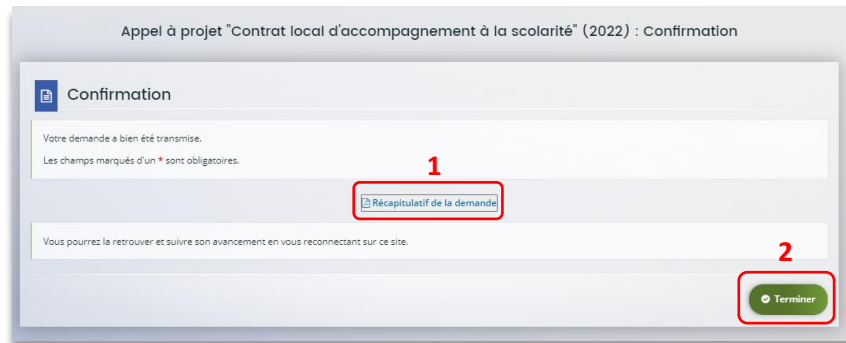 Appel à projet "Contrat local d'accompagnement à la scolarité" (2022) : Confirmation
Confirmation
Votre demande a bien été transmise.
Les champs marqués d'un * sont obligatoires.
1
Récapitulatif de la demande
Vous pourrez la retrouver et suivre son avancement en vous reconnectant sur ce site.
2
Terminer